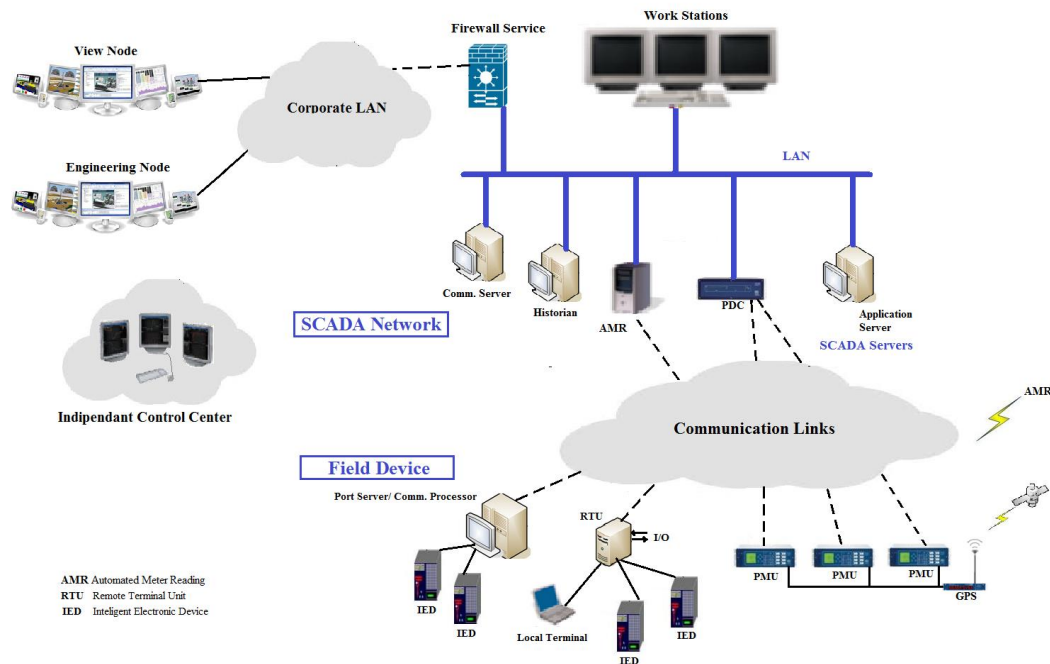 View Node
Firewall Service
Work Stations
Corporate LAN
Engineering Node
LAN
Comm. Server
Historian
AMR
PDC
Application
Server
SCADA Servers
SCADA Network
Indipendant Control Center
Communication Links
AMR
Field Device
Port Server/ Comm. Processor
RTU
I/O
PMU
PMU
PMU
GPS
IED
IED
Local Terminal
IED
IED
AMR Automated Meter Reading
RTU Remote Terminal Unit
IED Inteligent Electronic Device